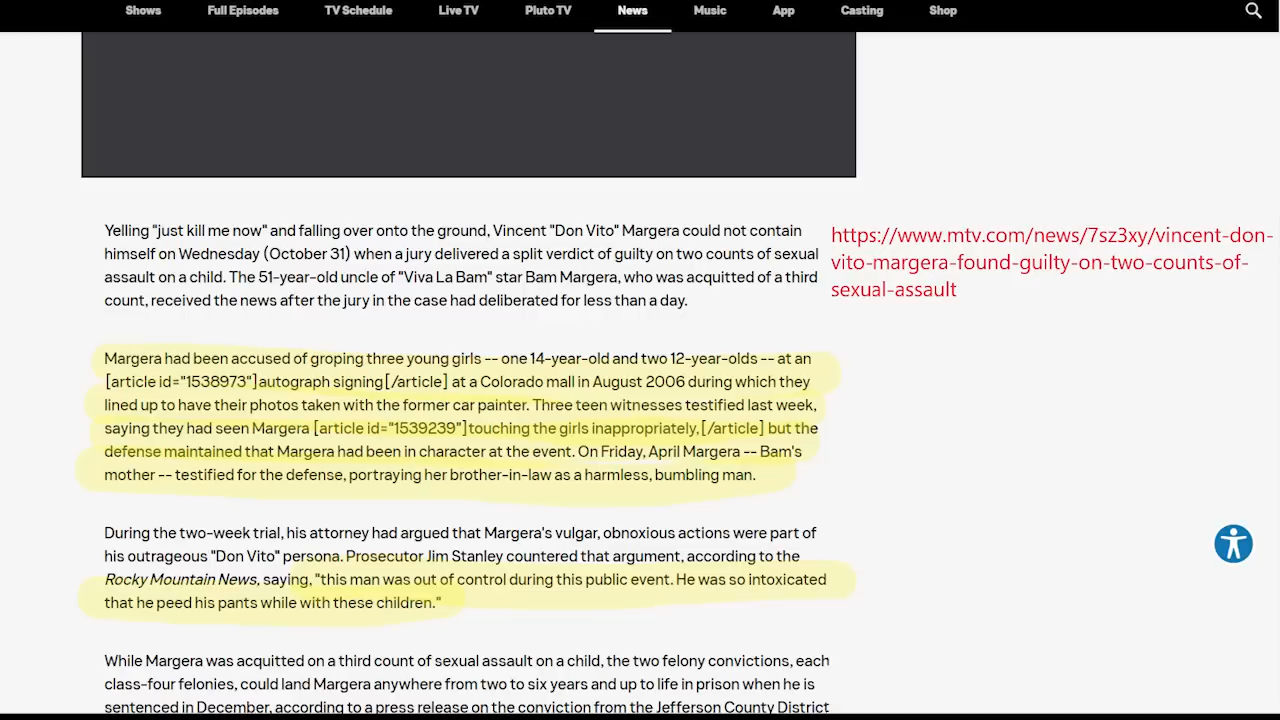 Shows Full Episodes TV Schedule Live TV Pluto TV News Music App Casting Shop
Yelling "just kill me now" and falling over onto the ground, Vincent "Don Vito" Margera could not contain
himself on Wednesday (October 31) when a jury delivered a split verdict of guilty on two counts of sexual
assault on a child. The 51-year-old uncle of "Viva La Bam" star Bam Margera, who was acquitted of a third
count, received the news after the jury in the case had deliberated for less than a day.
https://www.mtv.com/news/7sz3xy/vincent-don-
vito-margera-found-guilty-on-two-counts-of-
sexual-assault
Margera had been accused of groping three young girls -- one 14-year-old and two 12-year-olds -- at an
[article id="1538973"]autograph signing[/article] at a Colorado mall in August 2006 during which they
lined up to have their photos taken with the former car painter. Three teen witnesses testified last week,
saying they had seen Margera [article id="1539239"]touching the girls inappropriately,[/article] but the
defense maintained that Margera had been in character at the event. On Friday, April Margera -- Bam's
mother -- testified for the defense, portraying her brother-in-law as a harmless, bumbling man.
During the two-week trial, his attorney had argued that Margera's vulgar, obnoxious actions were part of
his outrageous "Don Vito" persona. Prosecutor Jim Stanley countered that argument, according to the
Rocky Mountain News, saying, "this man was out of control during this public event. He was so intoxicated
that he peed his pants while with these children."
While Margera was acquitted on a third count of sexual assault on a child, the two felony convictions, each
class-four felonies, could land Margera anywhere from two to six years and up to life in prison when he is
sentenced in December, according to a press release on the conviction from the Jefferson County District